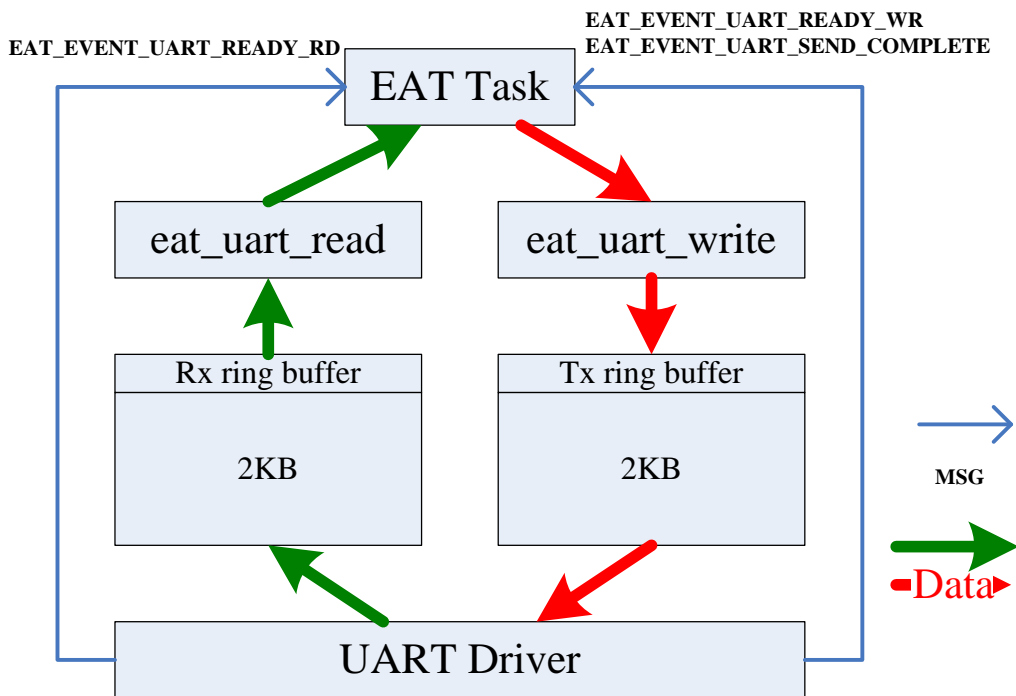 EAT_EVENT_UART_READY_WR
EAT_EVENT_UART_READY_RD
EAT_EVENT_UART_SEND_COMPLETE
EAT Task
eat_uart_read
eat_uart_write
Rx ring buffer
Tx ring buffer
2KB
2KB
MSG
Data
UART Driver